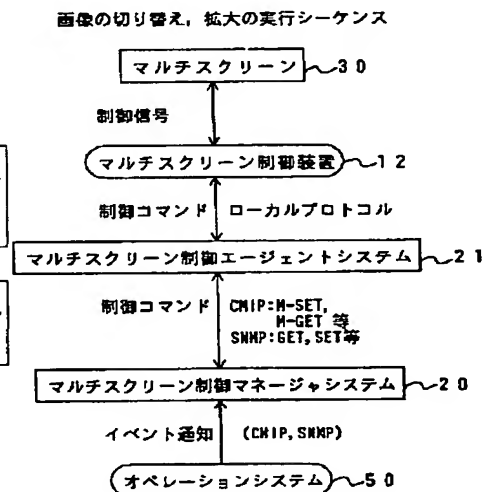 画像の切り替え，拡大の実行シーケンス
マルチスクリーン 30
制御信号
マルチスクリーン制御装置 12
制御コマンド ローカルプロトコル
マルチスクリーン制御エージェントシステム 21
制御コマンド CMIP:M-SET,
M-GET 等
SNMP:GET,SET等
マルチスクリーン制御マネージャシステム 20
イベント通知 (CMIP,SNMP)
オペレーションシステム 50